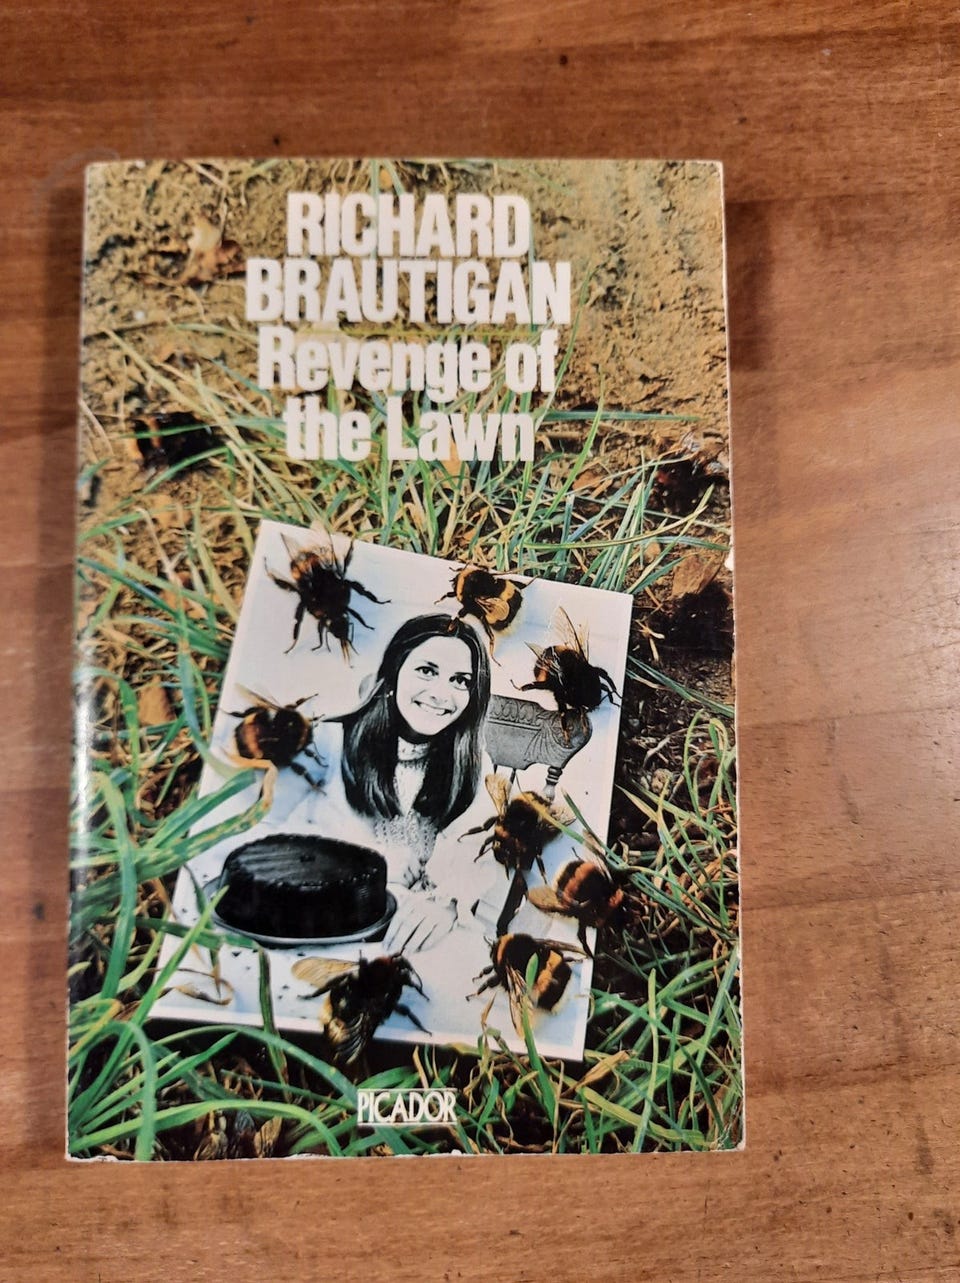 RICHARD
BRAUTIGAN
Revenge of
the Lawn
PICADOR